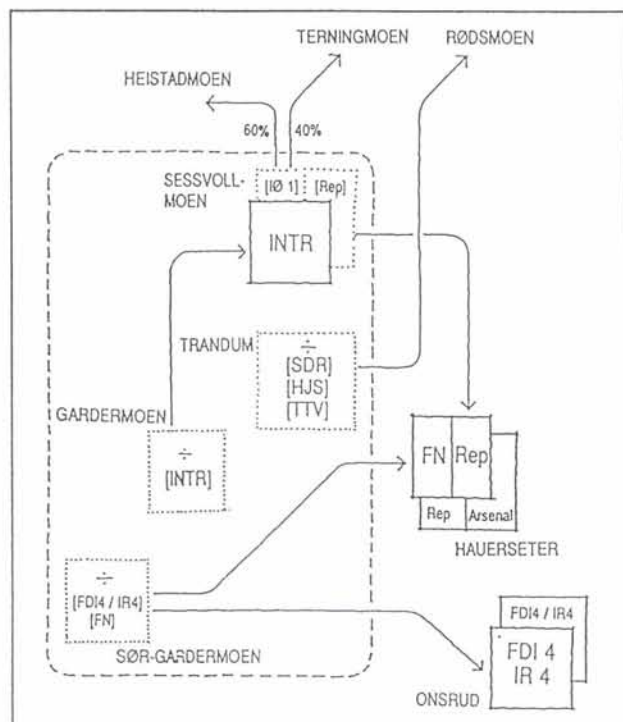 TERNINGMOEN
RØDSMOEN
HEISTADMOEN
60%
40%
SESSVOLL-
MOEN
[IØ 1]
[Rep]
INTR
TRANDUM
÷
[SDR]
[HJS]
[TTV]
GARDERMOEN
÷
[INTR]
FN
Rep
Rep
Arsenal
HAUERSETER
÷
[FDI4 / IR4]
[FN]
SØR-GARDERMOEN
FDI4 / IR4
FDI 4
IR 4
ONSRUD